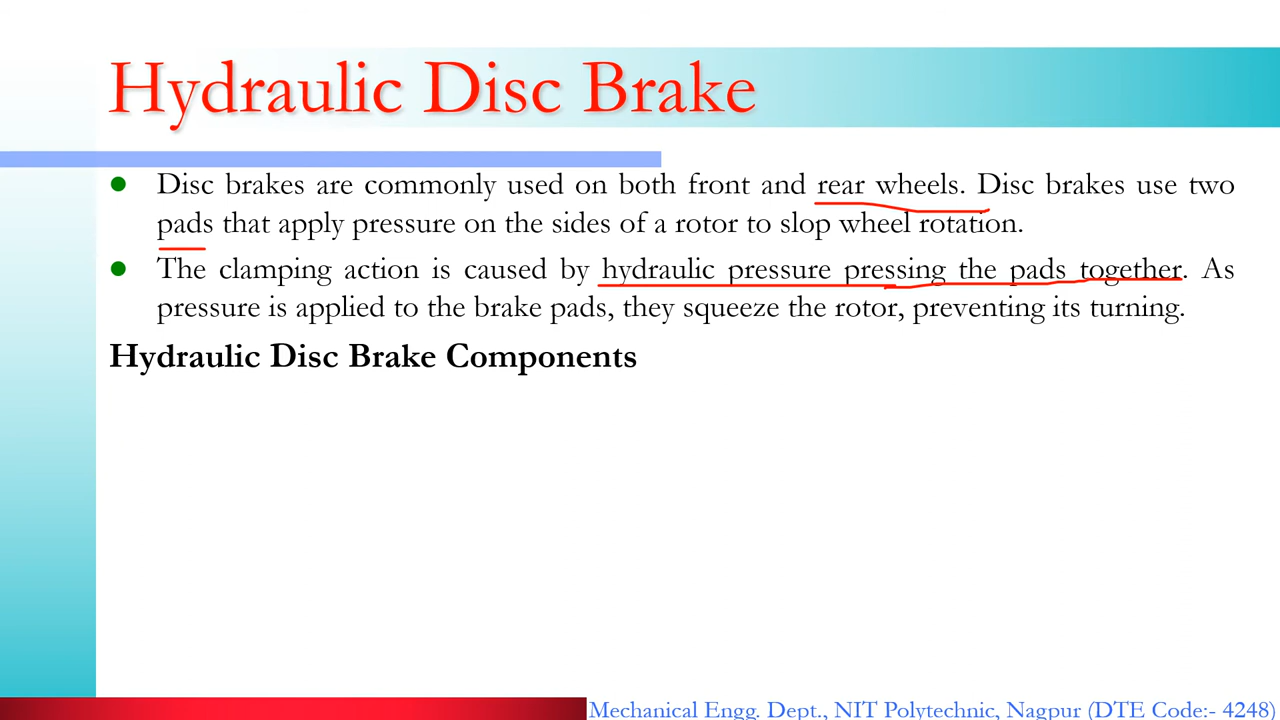 Hydraulic Disc Brake
Disc brakes are commonly used on both front and rear wheels. Disc brakes use two
pads that apply pressure on the sides of a rotor to slop wheel rotation.
The clamping action is caused by hydraulic pressure pressing the pads together. As
pressure is applied to the brake pads, they squeeze the rotor, preventing its turning.
Hydraulic Disc Brake Components
Mechanical Engg. Dept., NIT Polytechnic, Nagpur (DTE Code:- 4248)